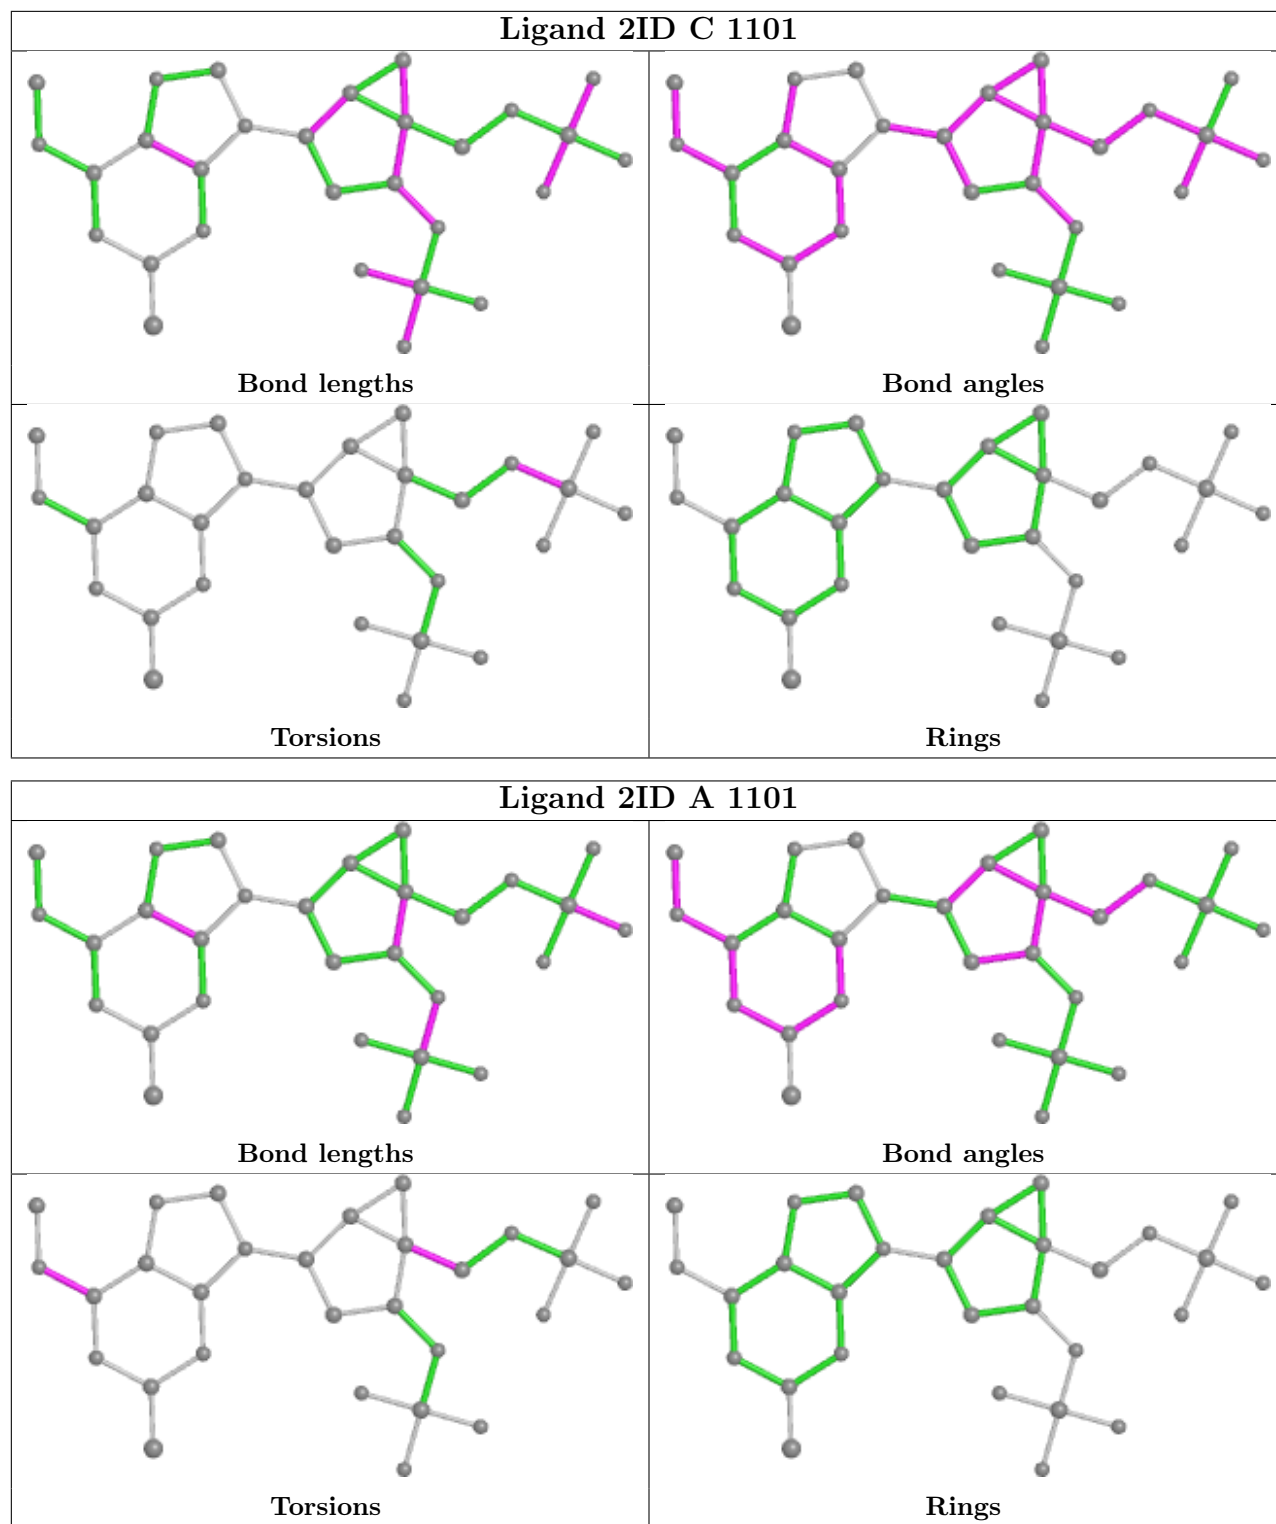 Ligand 2ID C 1101
Bond lengths
Bond angles
Torsions
Rings
Ligand 2ID A 1101
Bond lengths
Bond angles
Torsions
Rings